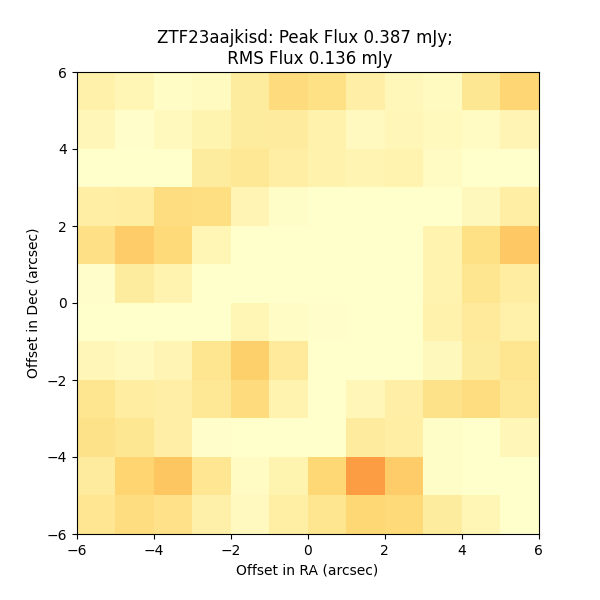 ZTF23aajkisd: Peak Flux 0.387 mJy;
RMS Flux 0.136 mJy
6
4
2
0
−2
−4
−6
Offset in Dec (arcsec)
−6 −4 −2 0 2 4 6
Offset in RA (arcsec)